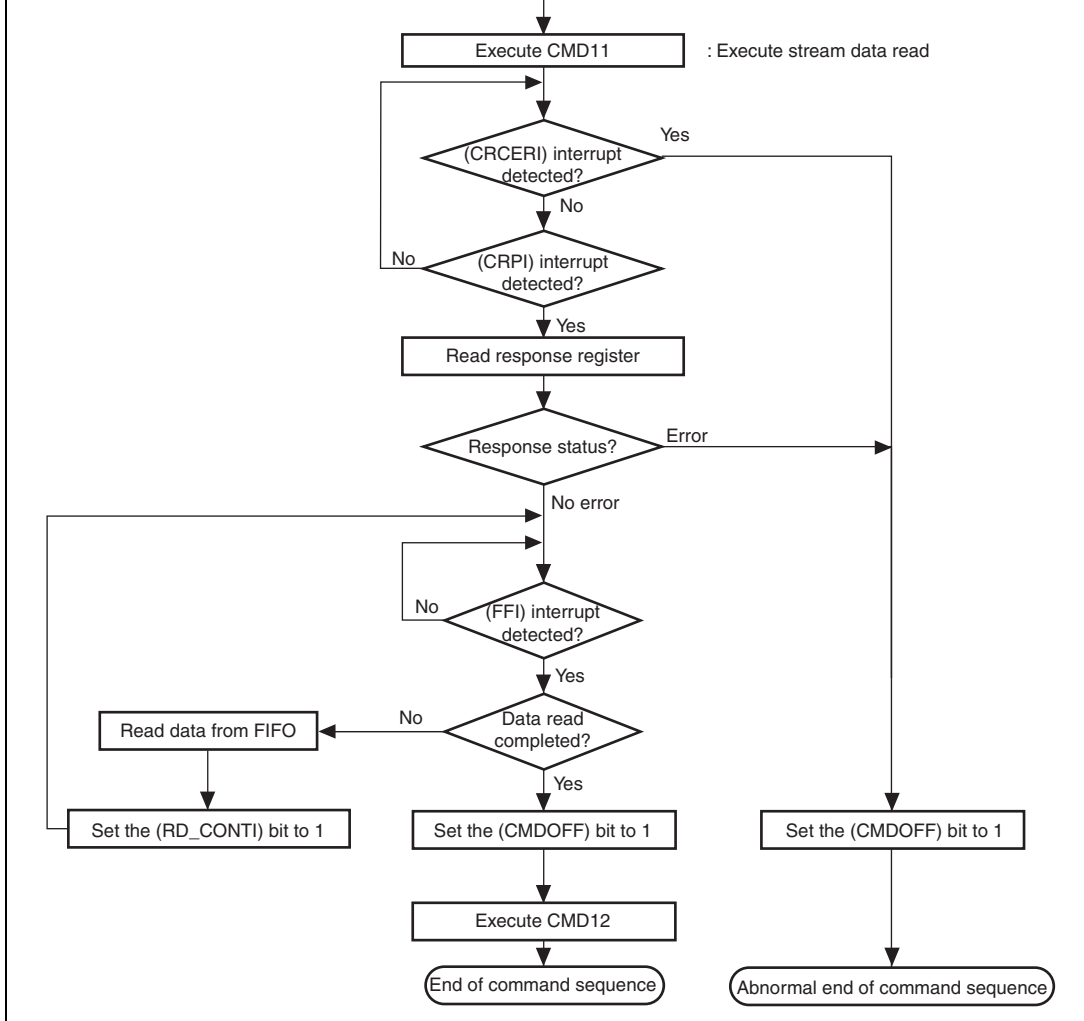 Execute CMD11
: Execute stream data read
Yes
(CRCERI) interrupt
detected?
No
No
(CRPI) interrupt
detected?
Yes
Read response register
Response status?
Error
No error
No
(FFI) interrupt
detected?
Yes
Read data from FIFO
No
Data read
completed?
Yes
Set the (RD_CONTI) bit to 1
Set the (CMDOFF) bit to 1
Set the (CMDOFF) bit to 1
Execute CMD12
End of command sequence
Abnormal end of command sequence